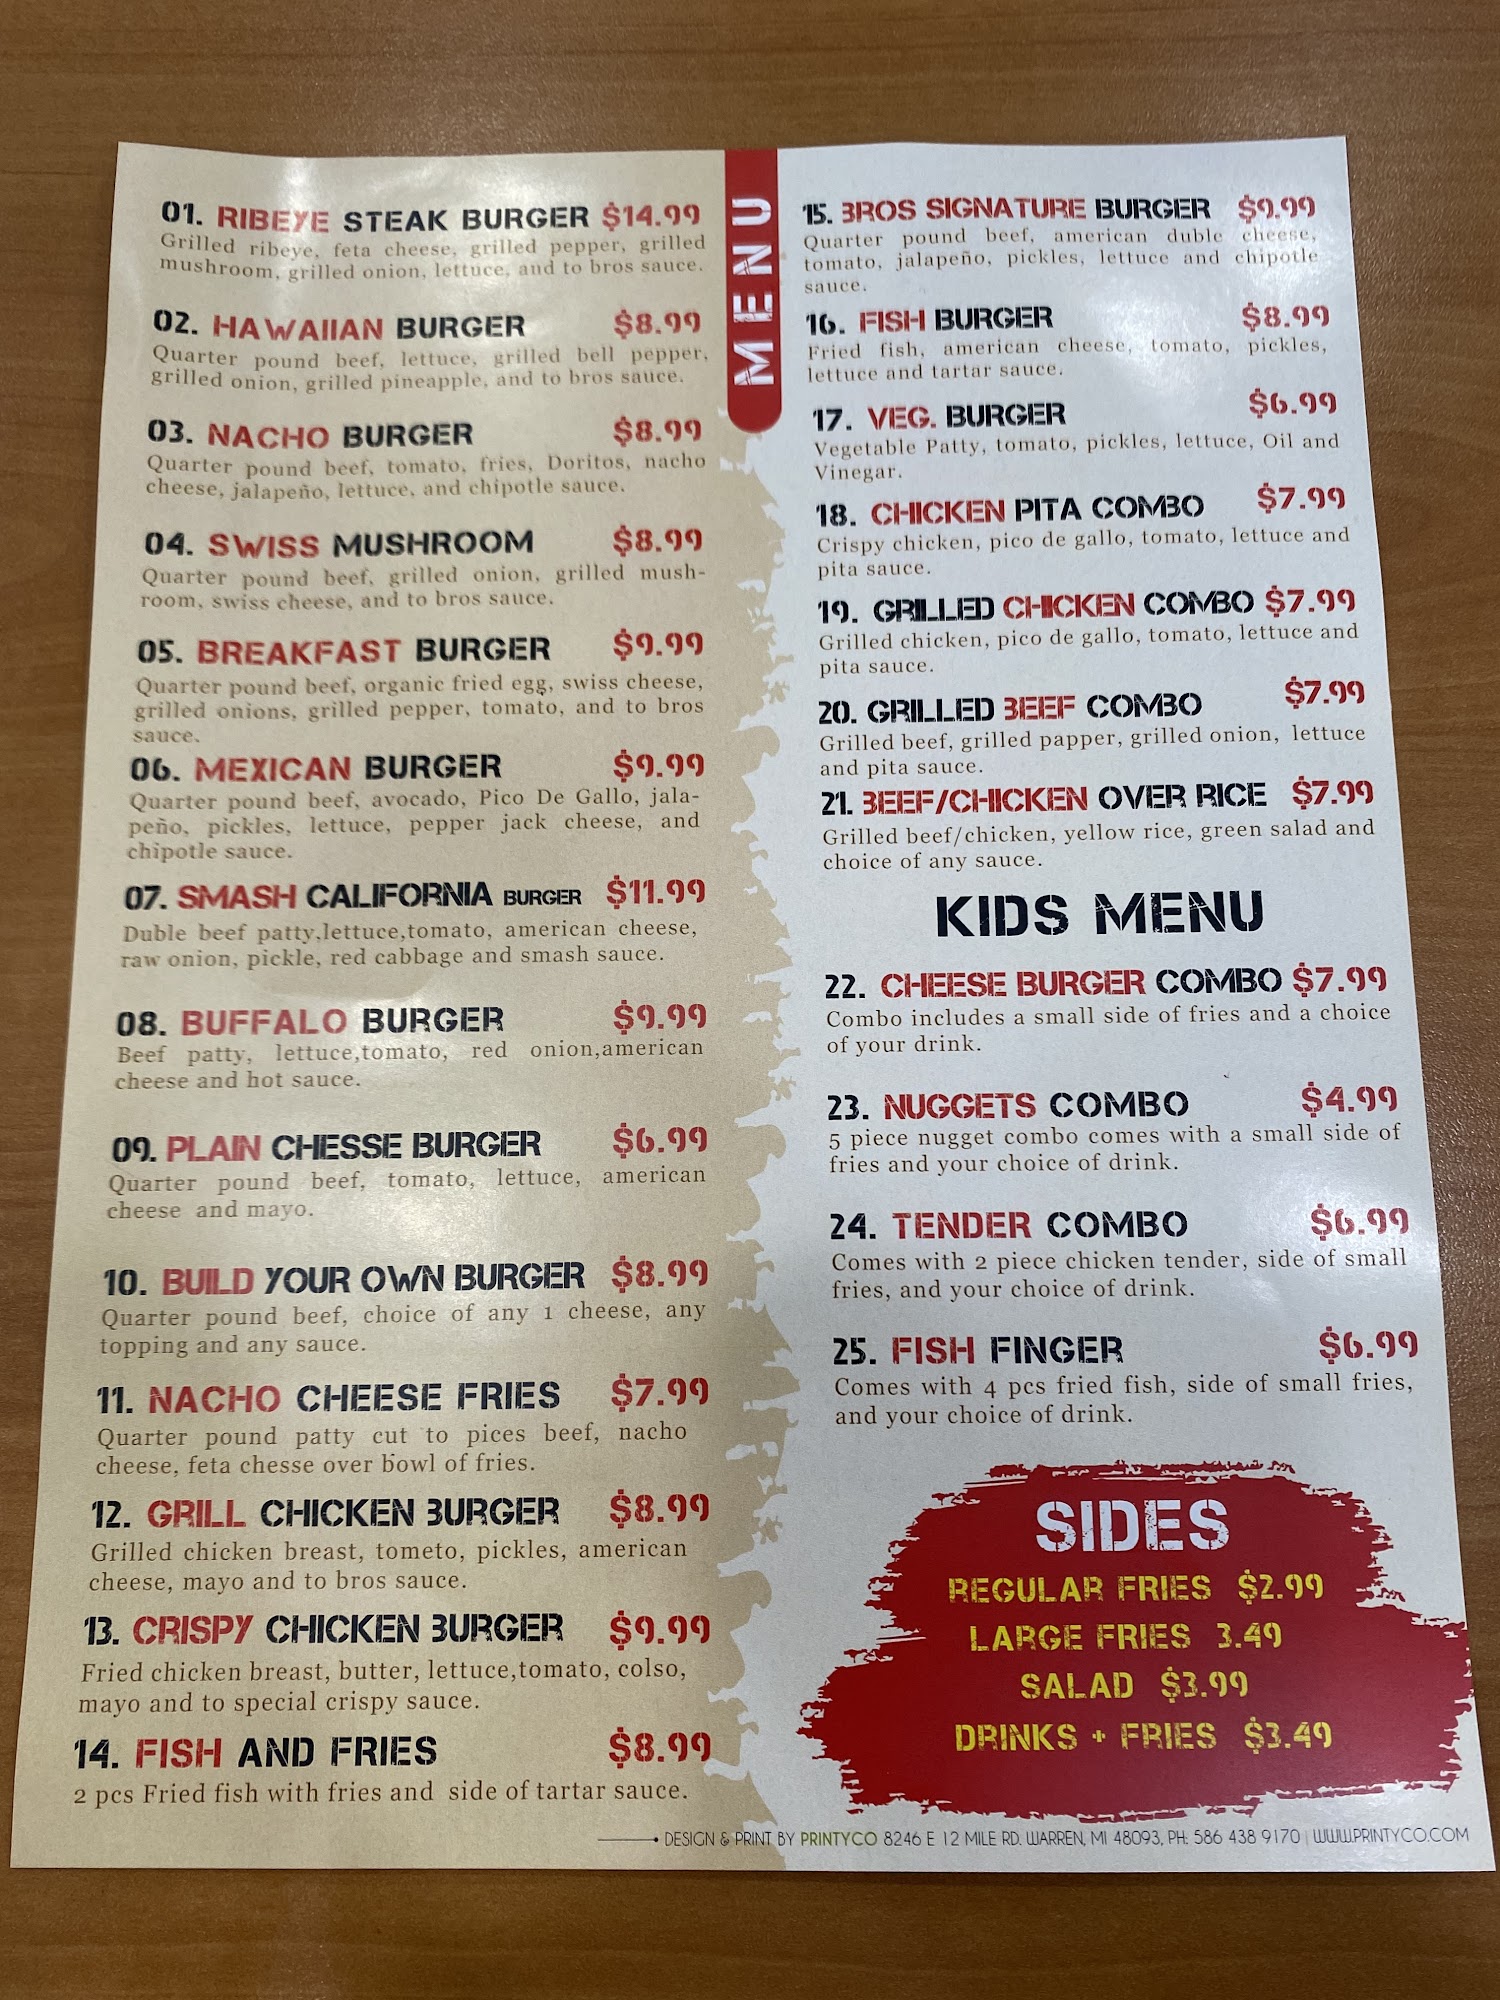 MENU
01. RIBEYE STEAK BURGER $14.99
Grilled ribeye, feta cheese, grilled pepper, grilled
mushroom, grilled onion, lettuce, and to bros sauce.
02. HAWAIIAN BURGER $8.99
Quarter pound beef, lettuce, grilled bell pepper,
grilled onion, grilled pineapple, and to bros sauce.
03. NACHO BURGER $8.99
Quarter pound beef, tomato, fries, Doritos, nacho
cheese, jalapeño, lettuce, and chipotle sauce.
04. SWISS MUSHROOM $8.99
Quarter pound beef, grilled onion, grilled mush-
room, swiss cheese, and to bros sauce.
05. BREAKFAST BURGER $9.99
Quarter pound beef, organic fried egg, swiss cheese,
grilled onions, grilled pepper, tomato, and to bros
sauce.
06. MEXICAN BURGER $9.99
Quarter pound beef, avocado, Pico De Gallo, jala-
peño, pickles, lettuce, pepper jack cheese, and
chipotle sauce.
07. SMASH CALIFORNIA BURGER $11.99
Duble beef patty,lettuce,tomato, american cheese,
raw onion, pickle, red cabbage and smash sauce.
08. BUFFALO BURGER $9.99
Beef patty, lettuce,tomato, red onion,american
cheese and hot sauce.
09. PLAIN CHESSE BURGER $6.99
Quarter pound beef, tomato, lettuce, american
cheese and mayo.
10. BUILD YOUR OWN BURGER $8.99
Quarter pound beef, choice of any 1 cheese, any
topping and any sauce.
11. NACHO CHEESE FRIES $7.99
Quarter pound patty cut to pices beef, nacho
cheese, feta chesse over bowl of fries.
12. GRILL CHICKEN BURGER $8.99
Grilled chicken breast, tometo, pickles, american
cheese, mayo and to bros sauce.
13. CRISPY CHICKEN BURGER $9.99
Fried chicken breast, butter, lettuce,tomato, colso,
mayo and to special crispy sauce.
14. FISH AND FRIES $8.99
2 pcs Fried fish with fries and side of tartar sauce.
15. BROS SIGNATURE BURGER $9.99
Quarter pound beef, american duble cheese,
tomato, jalapeño, pickles, lettuce and chipotle
sauce.
16. FISH BURGER $8.99
Fried fish, american cheese, tomato, pickles,
lettuce and tartar sauce.
17. VEG. BURGER $6.99
Vegetable Patty, tomato, pickles, lettuce, Oil and
Vinegar.
18. CHICKEN PITA COMBO $7.99
Crispy chicken, pico de gallo, tomato, lettuce and
pita sauce.
19. GRILLED CHICKEN COMBO $7.99
Grilled chicken, pico de gallo, tomato, lettuce and
pita sauce.
20. GRILLED BEEF COMBO $7.99
Grilled beef, grilled papper, grilled onion, lettuce
and pita sauce.
21. BEEF/CHICKEN OVER RICE $7.99
Grilled beef/chicken, yellow rice, green salad and
choice of any sauce.
KIDS MENU
22. CHEESE BURGER COMBO $7.99
Combo includes a small side of fries and a choice
of your drink.
23. NUGGETS COMBO $4.99
5 piece nugget combo comes with a small side of
fries and your choice of drink.
24. TENDER COMBO $6.99
Comes with 2 piece chicken tender, side of small
fries, and your choice of drink.
25. FISH FINGER $6.99
Comes with 4 pcs fried fish, side of small fries,
and your choice of drink.
SIDES
REGULAR FRIES $2.99
LARGE FRIES 3.49
SALAD $3.99
DRINKS + FRIES $3.49
DESIGN & PRINT BY PRINTYCO 8246 E 12 MILE RD. WARREN, MI 48093, PH: 586 438 9170 | WWW.PRINTYCO.COM